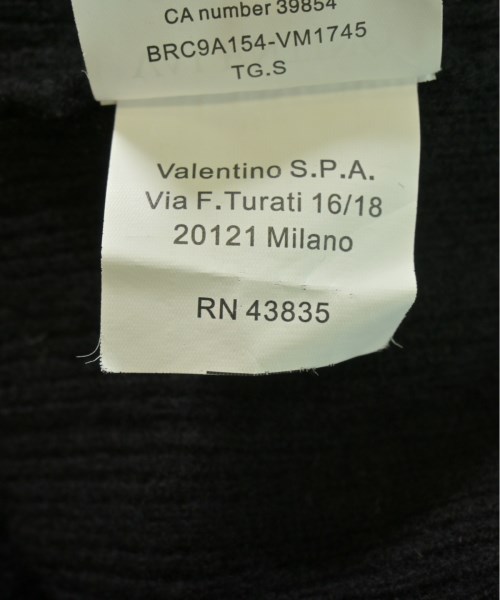 CA number 39854
BRC9A154-VM1745
TG.S
Valentino S.P.A.
Via F.Turati 16/18
20121 Milano
RN 43835